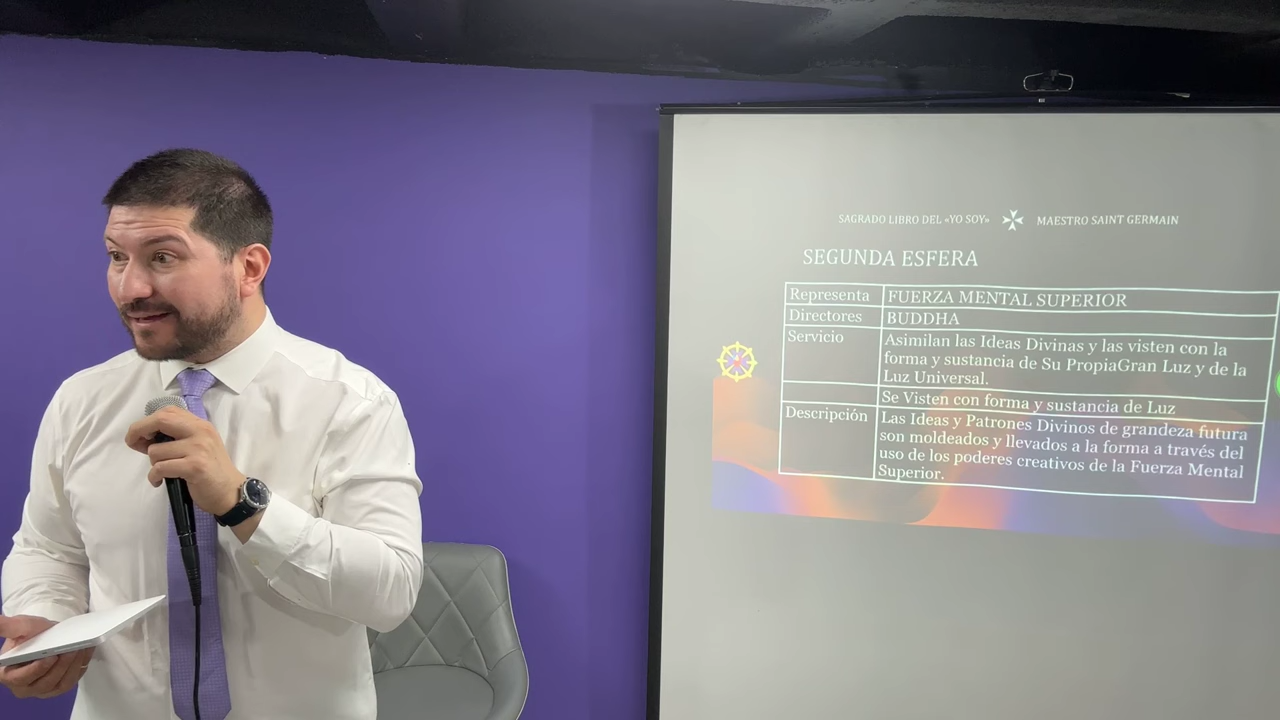 SAGRADO LIBRO DEL «YO SOY» MAESTRO SAINT GERMAIN
SEGUNDA ESFERA
Representa FUERZA MENTAL SUPERIOR
Directores BUDDHA
Servicio Asimilan las Ideas Divinas y las visten con la
forma y sustancia de Su PropiaGran Luz y de la
Luz Universal.
Se Visten con forma y sustancia de Luz
Descripción Las Ideas y Patrones Divinos de grandeza futura
son moldeados y llevados a la forma a través del
uso de los poderes creativos de la Fuerza Mental
Superior.